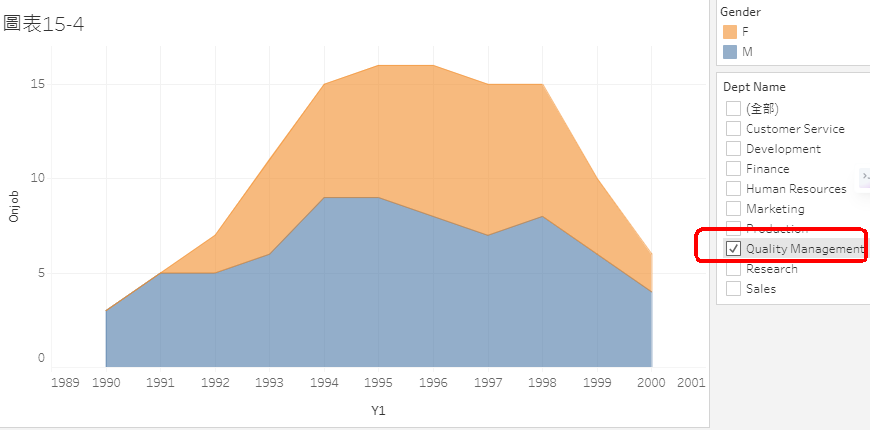 圖表15-4
15
10
5
0
Onjob
1989 1990 1991 1992 1993 1994 1995 1996 1997 1998 1999 2000 2001
Y1
Gender
F
M
Dept Name
(全部)
Customer Service
Development
Finance
Human Resources
Marketing
Production
Quality Management
Research
Sales